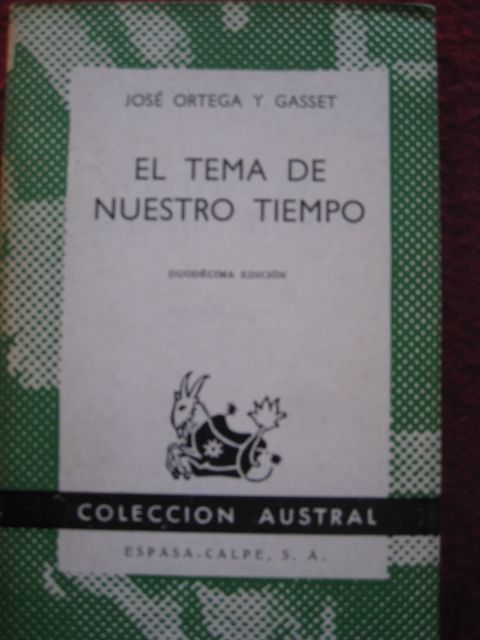 JOSÉ ORTEGA Y GASSET
EL TEMA DE
NUESTRO TIEMPO
DUODÉCIMA EDICIÓN
COLECCION AUSTRAL
ESPASA-CALPE, S. A.